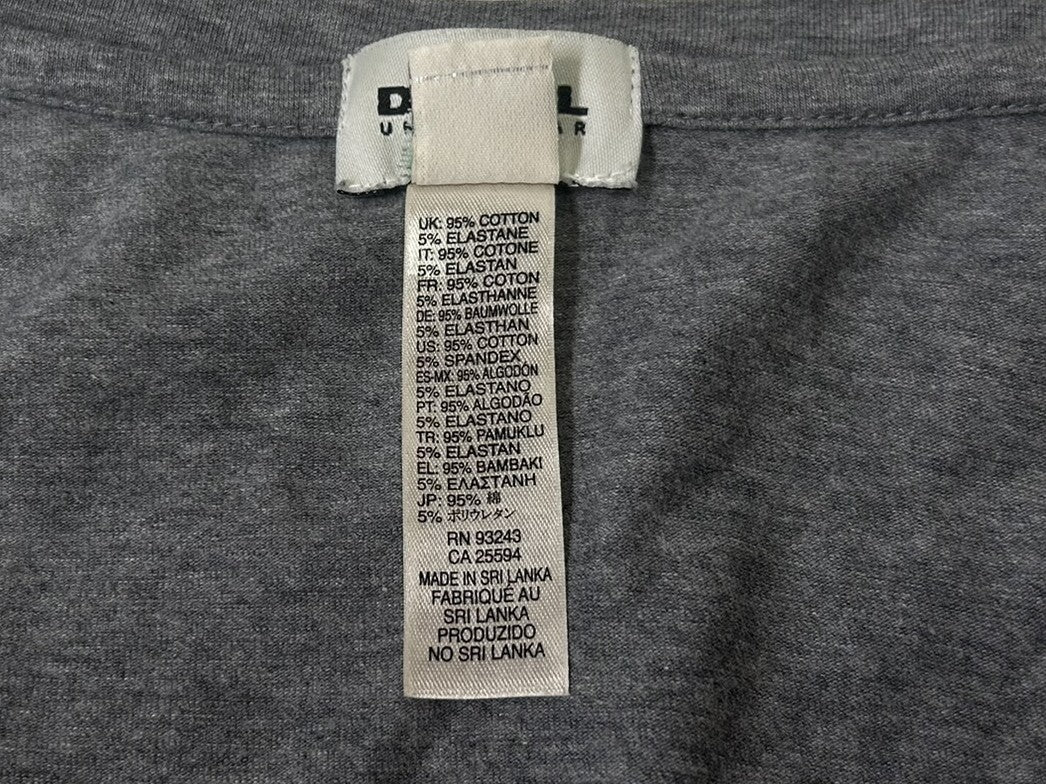 UK: 95% COTTON
5% ELASTANE
IT: 95% COTONE
5% ELASTAN
FR: 95% COTON
5% ELASTHANNE
DE: 95% BAUMWOLLE
5% ELASTHAN
US: 95% COTTON
5% SPANDEX
ES-MX: 95% ALGODÓN
5% ELASTANO
PT: 95% ALGODÃO
5% ELASTANO
TR: 95% PAMUKLU
5% ELASTAN
EL: 95% BAMBAKI
5% ΕΛΑΣΤΑΝΗ
JP: 95% 綿
5% ポリウレタン
RN 93243
CA 25594
MADE IN SRI LANKA
FABRIQUÉ AU
SRI LANKA
PRODUZIDO
NO SRI LANKA